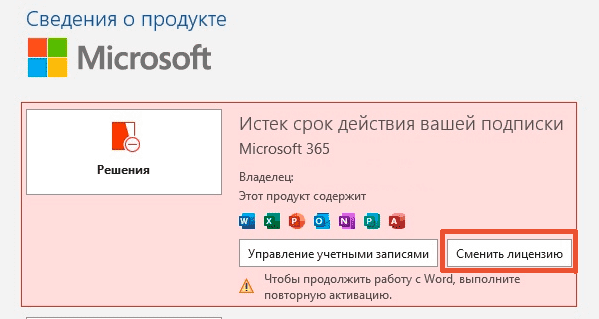 Сведения о продукте
Microsoft
Истек срок действия вашей подписки
Microsoft 365
Решения
Владелец:
Этот продукт содержит
W X P O N P A
Управление учетными записями
Сменить лицензию
Чтобы продолжить работу с Word, выполните
повторную активацию.